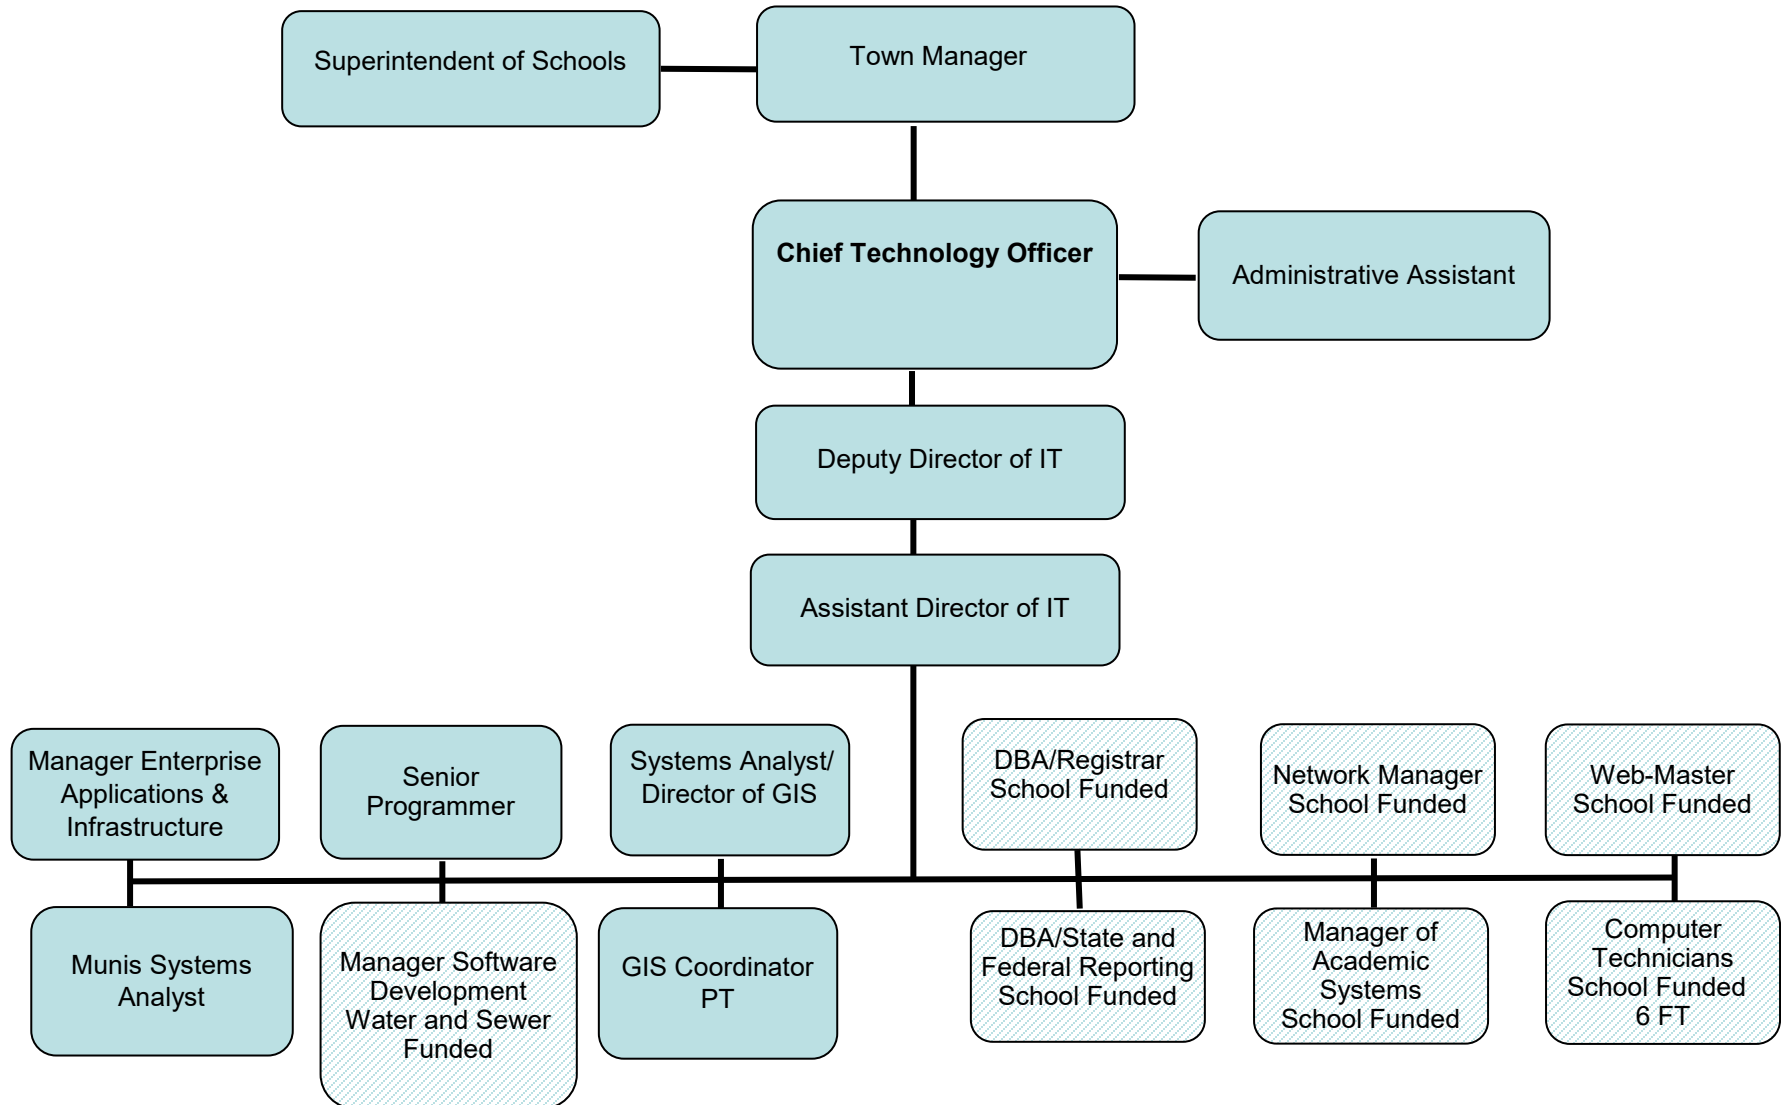 Superintendent of Schools
Town Manager
Chief Technology Officer
Administrative Assistant
Deputy Director of IT
Assistant Director of IT
Manager Enterprise
Applications &
Infrastructure
Senior
Programmer
Systems Analyst/
Director of GIS
DBA/Registrar
School Funded
Network Manager
School Funded
Web-Master
School Funded
Munis Systems
Analyst
Manager Software
Development
Water and Sewer
Funded
GIS Coordinator
PT
DBA/State and
Federal Reporting
School Funded
Manager of
Academic
Systems
School Funded
Computer
Technicians
School Funded
6 FT